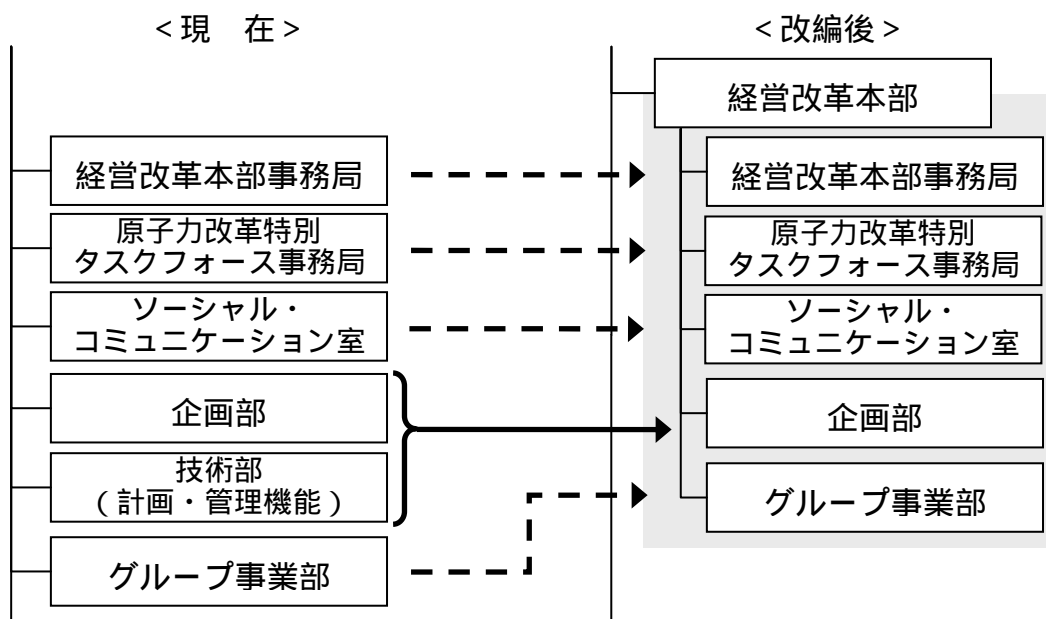 <現　在>
経営改革本部事務局
原子力改革特別
タスクフォース事務局
ソーシャル・
コミュニケーション室
企画部
技術部
(計画・管理機能)
グループ事業部
<改編後>
経営改革本部
経営改革本部事務局
原子力改革特別
タスクフォース事務局
ソーシャル・
コミュニケーション室
企画部
グループ事業部